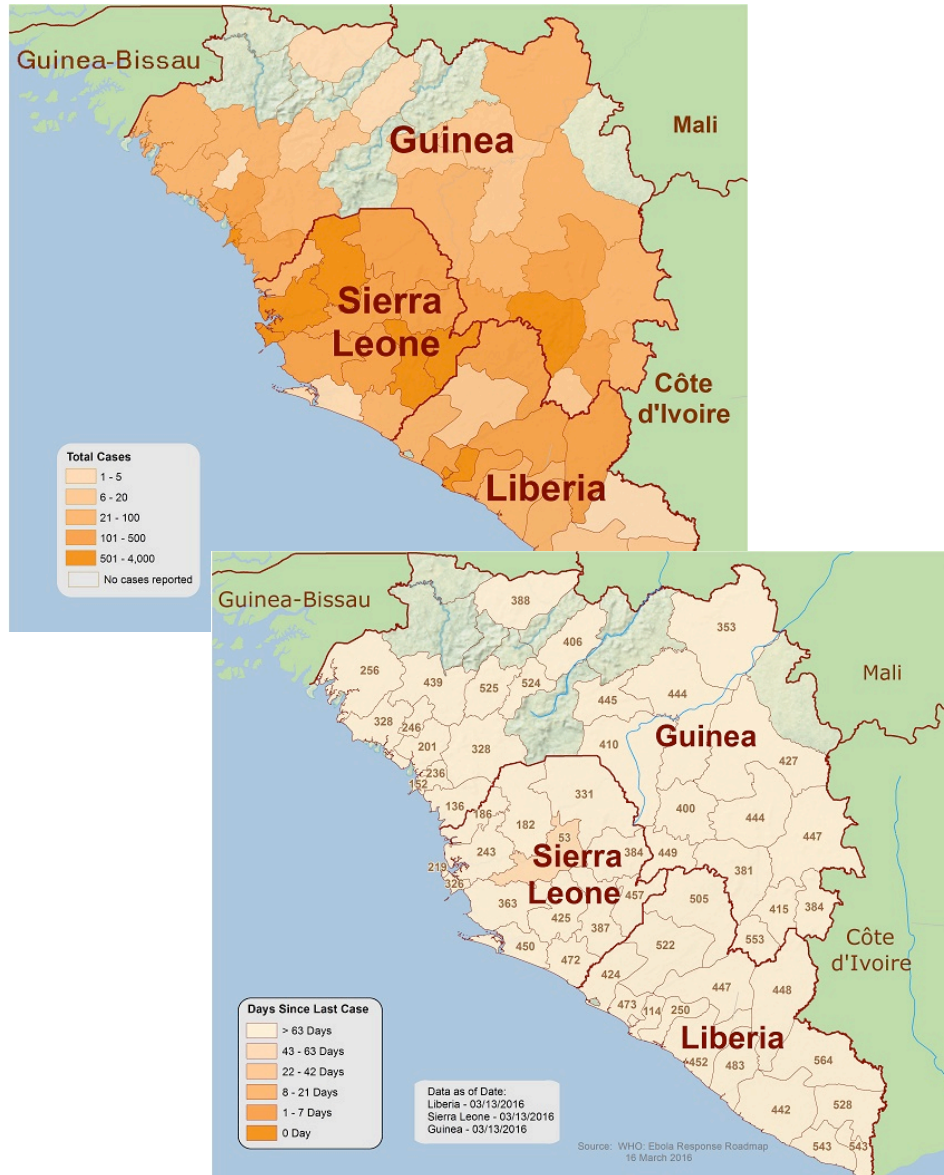 Guinea-Bissau
Mali
Guinea
Sierra
Leone
Côte
d'Ivoire
Liberia
Total Cases
1 - 5
6 - 20
21 - 100
101 - 500
501 - 4,000
No cases reported
Guinea-Bissau
Mali
388
353
406
256
439
525
524
445
444
328
246
201
328
410
Guinea
427
236
152
331
136
186
182
400
444
447
53
243
Sierra
Leone
384
449
381
219
326
363
457
505
415
384
425
387
553
450
472
522
Côte
d'Ivoire
424
447
448
473
114
250
Liberia
452
483
564
442
528
543
543
Days Since Last Case
> 63 Days
43 - 63 Days
22 - 42 Days
8 - 21 Days
1 - 7 Days
0 Day
Data as of Date:
Liberia - 03/13/2016
Sierra Leone - 03/13/2016
Guinea - 03/13/2016
Source: WHO: Ebola Response Roadmap
16 March 2016